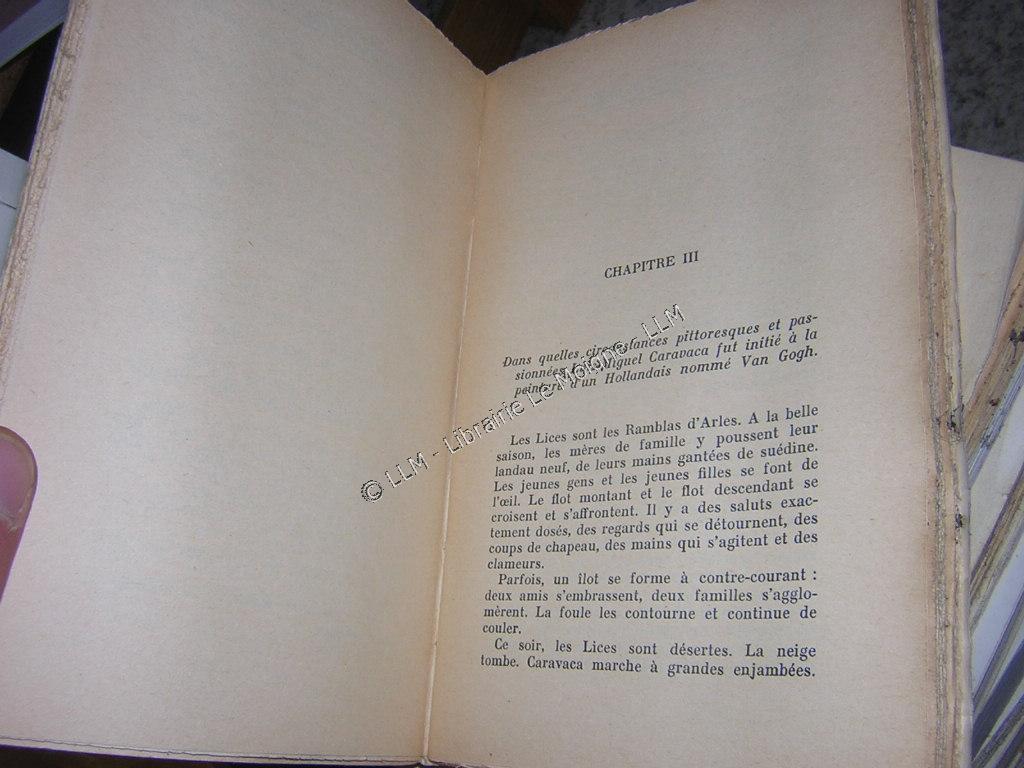 CHAPITRE III
Dans quelles circonstances pittoresques et pas-
sionnées Miguel Caravaca fut initié à la
peinture d'un Hollandais nommé Van Gogh.
Les Lices sont les Ramblas d'Arles. A la belle
saison, les mères de famille y poussent leur
landau neuf, de leurs mains gantées de suédine.
Les jeunes gens et les jeunes filles se font de
l'œil. Le flot montant et le flot descendant se
croisent et s'affrontent. Il y a des saluts exac-
tement dosés, des regards qui se détournent, des
coups de chapeau, des mains qui s'agitent et des
clameurs.
Parfois, un îlot se forme à contre-courant :
deux amis s'embrassent, deux familles s'agglo-
mèrent. La foule les contourne et continue de
couler.
Ce soir, les Lices sont désertes. La neige
tombe. Caravaca marche à grandes enjambées.
© LLM - Librairie Le Moione - LLM